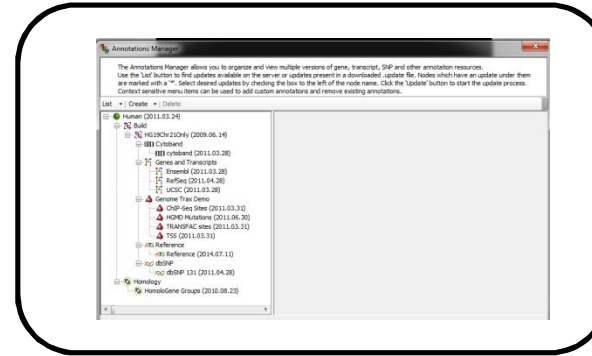 Annotations Manager
The Annotations Manager allows you to organize and view multiple versions of gene, transcript, SNP and other annotation resources.
Use the 'List' button to find updates available on the server or updates present in a downloaded .update file. Nodes which have an update under them
are marked with a '*'. Select desired updates by checking the box to the left of the node name. Click the 'Update' button to start the update process.
Context sensitive menu items can be used to add custom annotations and remove existing annotations.
List Create Delete
Human (2011.03.24)
Build
HG19Chr21Only (2009.06.14)
Cytoband
cytoband (2011.03.28)
Genes and Transcripts
Ensembl (2011.03.28)
RefSeq (2011.04.28)
UCSC (2011.03.28)
Genome Trax Demo
ChIP-Seq Sites (2011.03.31)
HGMD Mutations (2011.06.30)
TRANSFAC sites (2011.03.31)
TSS (2011.03.31)
ATG Reference
ATG Reference (2014.07.11)
dbSNP
dbSNP 131 (2011.04.28)
Homology
HomoloGene Groups (2010.08.23)